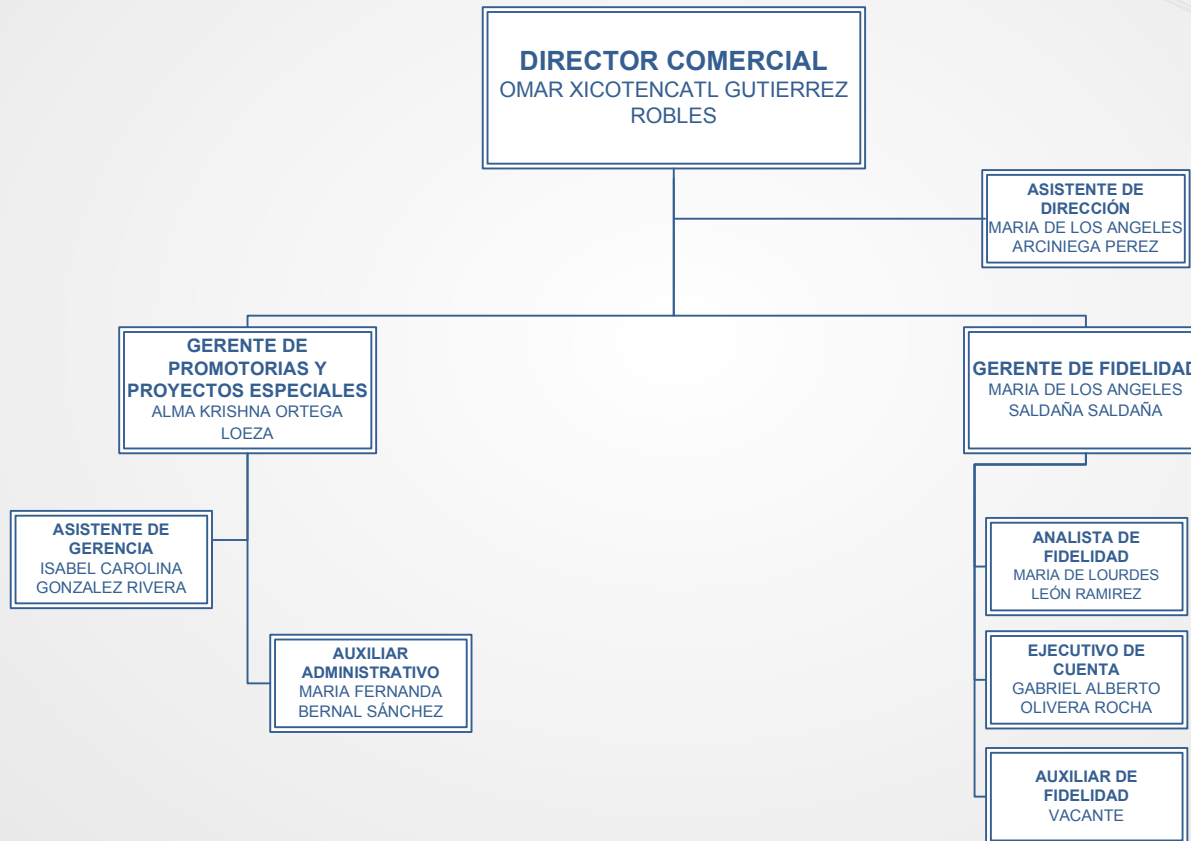 DIRECTOR COMERCIAL
OMAR XICOTENCATL GUTIERREZ
ROBLES
ASISTENTE DE
DIRECCIÓN
MARIA DE LOS ANGELES
ARCINIEGA PEREZ
GERENTE DE
PROMOTORIAS Y
PROYECTOS ESPECIALES
ALMA KRISHNA ORTEGA
LOEZA
GERENTE DE FIDELIDAD
MARIA DE LOS ANGELES
SALDAÑA SALDAÑA
ASISTENTE DE
GERENCIA
ISABEL CAROLINA
GONZALEZ RIVERA
AUXILIAR
ADMINISTRATIVO
MARIA FERNANDA
BERNAL SÁNCHEZ
ANALISTA DE
FIDELIDAD
MARIA DE LOURDES
LEÓN RAMIREZ
EJECUTIVO DE
CUENTA
GABRIEL ALBERTO
OLIVERA ROCHA
AUXILIAR DE
FIDELIDAD
VACANTE